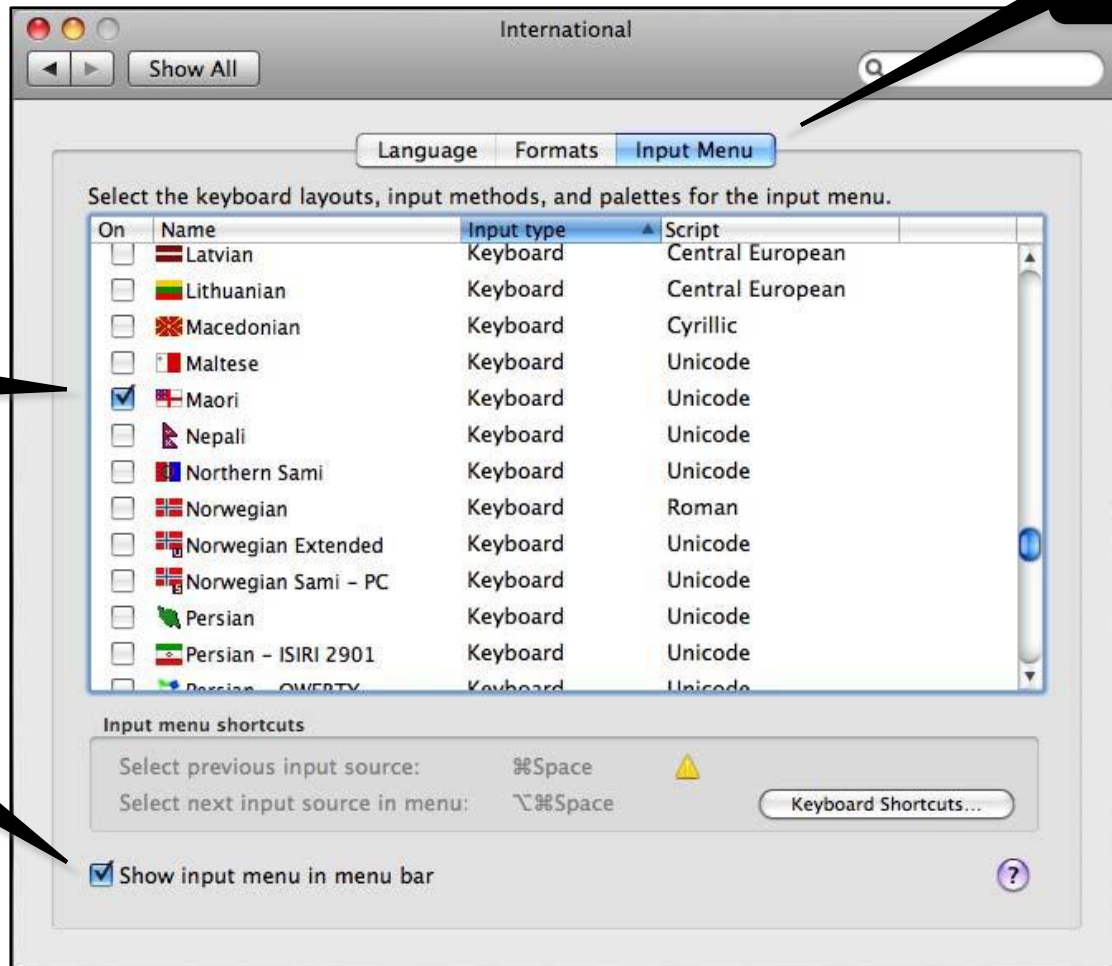 International
Show All
Language Formats Input Menu
Select the keyboard layouts, input methods, and palettes for the input menu.
On Name Input type Script
Latvian Keyboard Central European
Lithuanian Keyboard Central European
Macedonian Keyboard Cyrillic
Maltese Keyboard Unicode
Maori Keyboard Unicode
Nepali Keyboard Unicode
Northern Sami Keyboard Unicode
Norwegian Keyboard Roman
Norwegian Extended Keyboard Unicode
Norwegian Sami – PC Keyboard Unicode
Persian Keyboard Unicode
Persian – ISIRI 2901 Keyboard Unicode
Persian – QWERTY Keyboard Unicode
Input menu shortcuts
Select previous input source: ⌘Space
Select next input source in menu: ⌥⌘Space
Keyboard Shortcuts...
Show input menu in menu bar
?